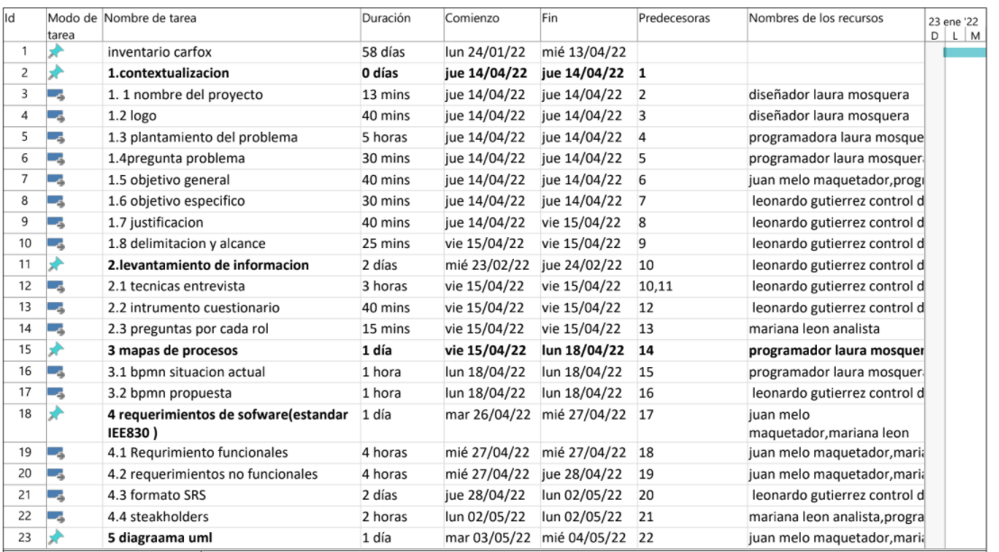 Id Modo de tarea Nombre de tarea Duración Comienzo Fin Predecesoras Nombres de los recursos 23 ene '22
D L M
1 inventario carfox 58 días lun 24/01/22 mié 13/04/22
2 1.contextualizacion 0 días jue 14/04/22 jue 14/04/22 1
3 1. 1 nombre del proyecto 13 mins jue 14/04/22 jue 14/04/22 2 diseñador laura mosquera
4 1.2 logo 40 mins jue 14/04/22 jue 14/04/22 3 diseñador laura mosquera
5 1.3 plantamiento del problema 5 horas jue 14/04/22 jue 14/04/22 4 programadora laura mosque
6 1.4pregunta problema 30 mins jue 14/04/22 jue 14/04/22 5 programador laura mosquer
7 1.5 objetivo general 40 mins jue 14/04/22 jue 14/04/22 6 juan melo maquetador,progr
8 1.6 objetivo especifico 30 mins jue 14/04/22 jue 14/04/22 7 leonardo gutierrez control d
9 1.7 justificacion 40 mins jue 14/04/22 vie 15/04/22 8 leonardo gutierrez control d
10 1.8 delimitacion y alcance 25 mins vie 15/04/22 vie 15/04/22 9 leonardo gutierrez control d
11 2.levantamiento de informacion 2 días mié 23/02/22 jue 24/02/22 10 leonardo gutierrez control d
12 2.1 tecnicas entrevista 3 horas vie 15/04/22 vie 15/04/22 10,11 leonardo gutierrez control d
13 2.2 intrumento cuestionario 40 mins vie 15/04/22 vie 15/04/22 12 leonardo gutierrez control d
14 2.3 preguntas por cada rol 15 mins vie 15/04/22 vie 15/04/22 13 mariana leon analista
15 3 mapas de procesos 1 día vie 15/04/22 lun 18/04/22 14 programador laura mosquer
16 3.1 bpmn situacion actual 1 hora lun 18/04/22 lun 18/04/22 15 programador laura mosquer
17 3.2 bpmn propuesta 1 hora lun 18/04/22 lun 18/04/22 16 leonardo gutierrez control d
18 4 requerimientos de sofware(estandar 1 día mar 26/04/22 mié 27/04/22 17 juan melo
IEE830 ) maquetador,mariana leon
19 4.1 Requrimiento funcionales 4 horas mié 27/04/22 mié 27/04/22 18 juan melo maquetador,maria
20 4.2 requerimientos no funcionales 4 horas mié 27/04/22 jue 28/04/22 19 juan melo maquetador,maria
21 4.3 formato SRS 2 días jue 28/04/22 lun 02/05/22 20 leonardo gutierrez control d
22 4.4 steakholders 2 horas lun 02/05/22 lun 02/05/22 21 mariana leon analista,progra
23 5 diagraama uml 1 día mar 03/05/22 mié 04/05/22 22 juan melo maquetador,maria